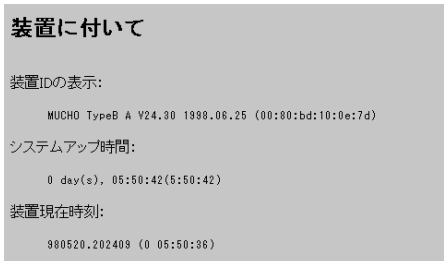 装置に付いて
装置IDの表示:
MUCHO TypeB A V24.30 1998.06.25 (00:80:bd:10:0e:7d)
システムアップ時間:
0 day(s), 05:50:42(5:50:42)
装置現在時刻:
980520.202409 (0 05:50:36)